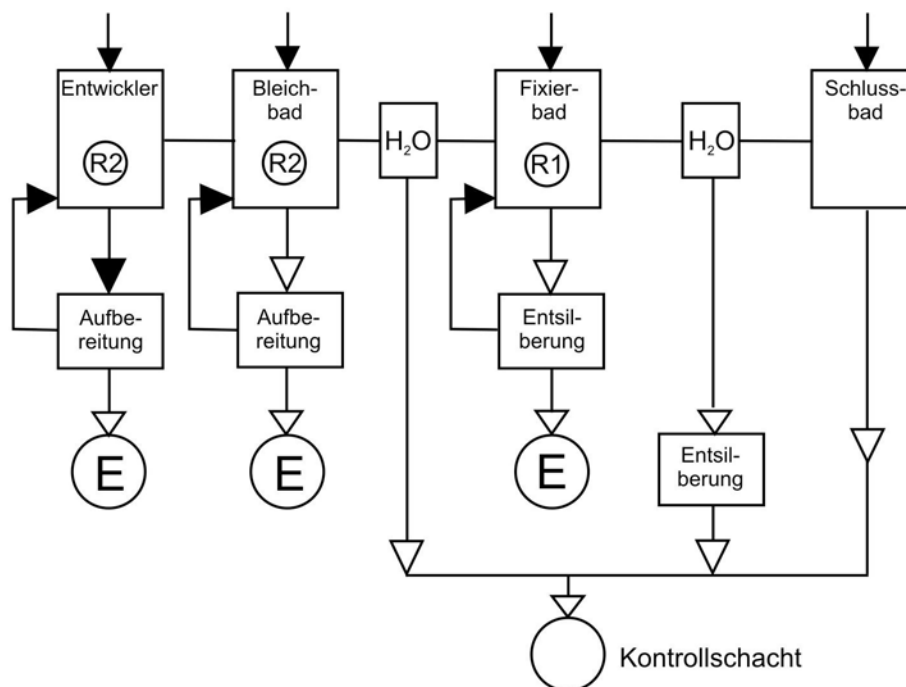 Entwickler
R2
Bleich-
bad
R2
H₂O
Fixier-
bad
R1
H₂O
Schluss-
bad
Aufbe-
reitung
Aufbe-
reitung
Entsil-
berung
E
E
E
Entsil-
berung
Kontrollschacht